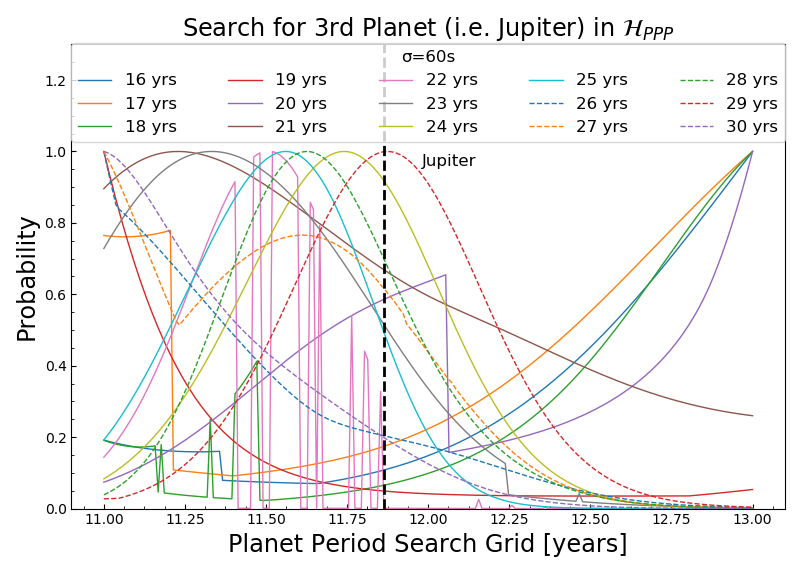 Search for 3rd Planet (i.e. Jupiter) in ℋ_PPP
σ=60s
16 yrs 19 yrs 22 yrs 25 yrs 28 yrs
17 yrs 20 yrs 23 yrs 26 yrs 29 yrs
18 yrs 21 yrs 24 yrs 27 yrs 30 yrs
Jupiter
Probability
1.2
1.0
0.8
0.6
0.4
0.2
0.0
11.00 11.25 11.50 11.75 12.00 12.25 12.50 12.75 13.00
Planet Period Search Grid [years]